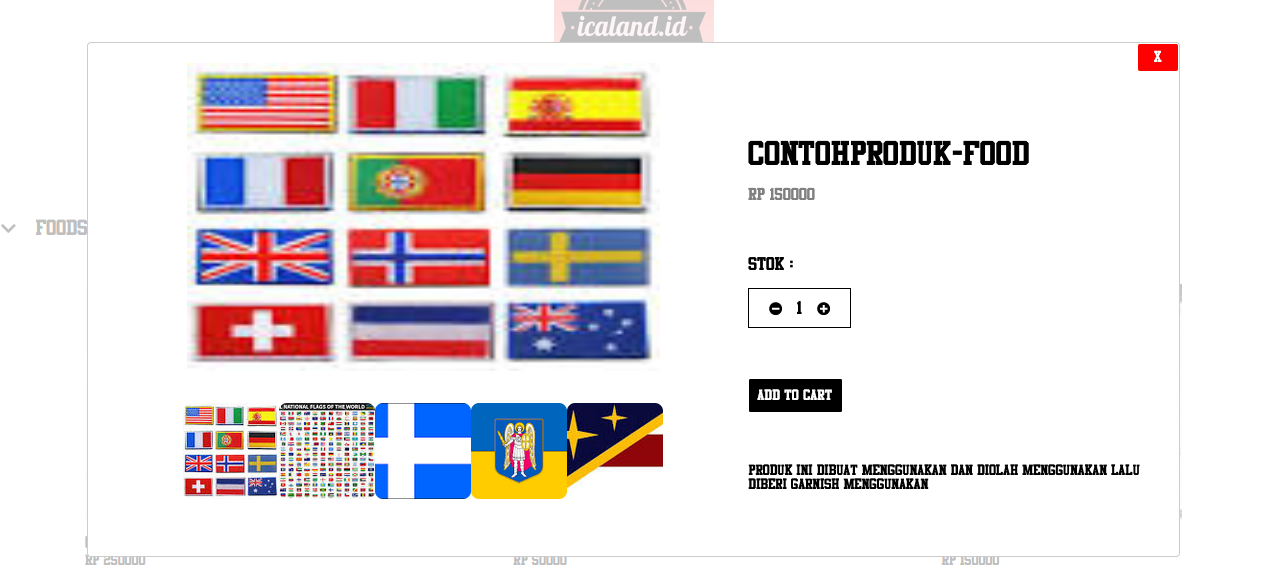 ·icaland.id·
X
CONTOHPRODUK-FOOD
RP 150000
FOODS
STOK :
1
ADD TO CART
NATIONAL FLAGS OF THE WORLD
PRODUK INI DIBUAT MENGGUNAKAN DAN DIOLAH MENGGUNAKAN LALU
DIBERI GARNISH MENGGUNAKAN
RP 250000
RP 50000
RP 150000